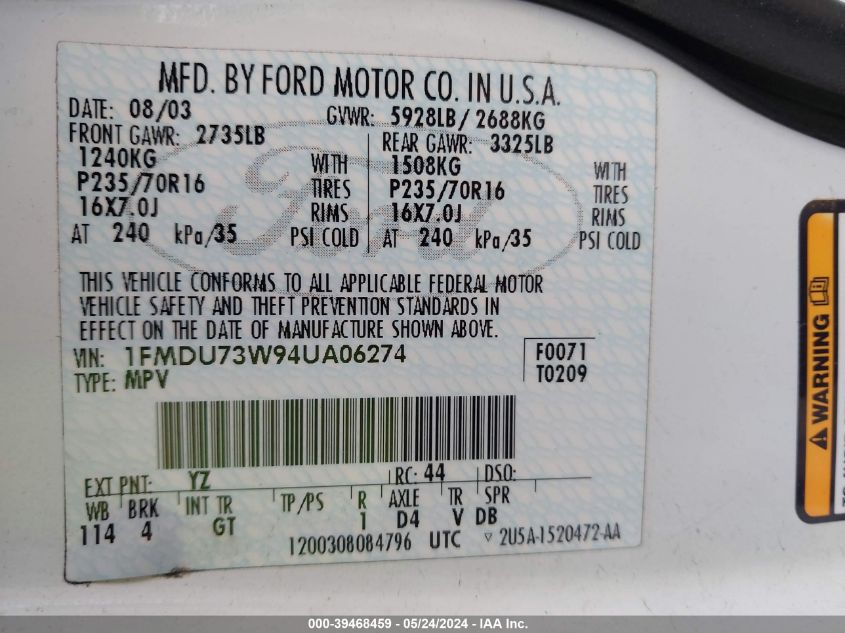 MFD. BY FORD MOTOR CO. IN U.S.A.
DATE: 08/03 GVWR: 5928LB/ 2688KG
FRONT GAWR: 2735LB REAR GAWR: 3325LB
1240KG WITH 1508KG WITH
P235/70R16 TIRES P235/70R16 TIRES
16X7.0J RIMS 16X7.0J RIMS
AT 240 kPa/35 PSI COLD AT 240 kPa/35 PSI COLD
Ford
THIS VEHICLE CONFORMS TO ALL APPLICABLE FEDERAL MOTOR
VEHICLE SAFETY AND THEFT PREVENTION STANDARDS IN
EFFECT ON THE DATE OF MANUFACTURE SHOWN ABOVE.
VIN: 1FMDU73W94UA06274 F0071
TYPE: MPV T0209
EXT PNT: YZ RC: 44 DSO:
WB BRK INT TR TP/PS R AXLE TR SPR
114 4 GT 1 D4 V DB
1200308084796 UTC 2U5A-1520472-AA
WARNING
000-39468459 - 05/24/2024 - IAA Inc.